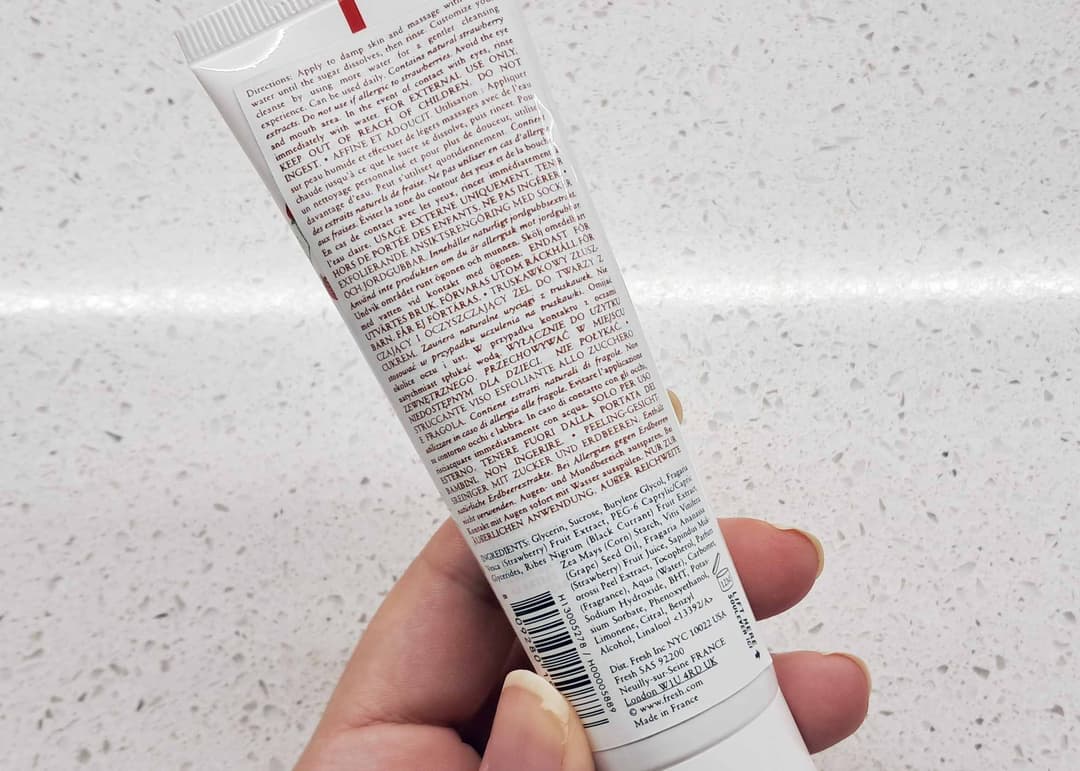 Directions: Apply to damp skin and massage with
water until the sugar dissolves, then rinse. Customize your
cleanse by using more water for a gentler cleansing
experience. Can be used daily. Contains natural strawberry
extracts. Do not use if allergic to strawberries. Avoid the eye
and mouth area. In the event of contact with eyes, rinse
immediately with water. FOR EXTERNAL USE ONLY.
KEEP OUT OF REACH OF CHILDREN. DO NOT
INGEST. • AFFINE ET ADOUCIT. Utilisation : Appliquer
sur peau humide et effectuer de légers massages avec de l'eau
chaude jusqu'à ce que le sucre se dissolve, puis rincer. Pour
un nettoyage personnalisé et pour plus de douceur, utiliser
davantage d'eau. Peut s'utiliser quotidiennement. Contient
des extraits naturels de fraise. Ne pas utiliser en cas d'allergie
aux fraises. Éviter la zone du contour des yeux et de la bouche.
En cas de contact avec les yeux, rincer immédiatement à
l'eau claire. USAGE EXTERNE UNIQUEMENT. TENIR
HORS DE PORTÉE DES ENFANTS. NE PAS INGÉRER. •
EXFOLIERANDE ANSIKTSRENGÖRING MED SOCKER
OCH JORDGUBBAR. Innehåller naturligt jordgubbsextrakt.
Använd inte produkten om du är allergisk mot jordgubbar.
Undvik området runt ögonen och munnen. Skölj omedelbart
med vatten vid kontakt med ögonen. ENDAST FÖR
UTVÄRTES BRUK. FÖRVARAS UTOM RÄCKHÅLL FÖR
BARN. FÅR EJ FÖRTÄRAS. • TRUSKAWKOWY ZŁUSZ-
CZAJĄCY I OCZYSZCZAJĄCY ŻEL DO TWARZY Z
CUKREM. Zawiera naturalne wyciągi z truskawek. Nie
stosować w przypadku uczulenia na truskawki. Omijać
okolice oczu i ust. W przypadku kontaktu z oczami
natychmiast spłukać wodą. WYŁĄCZNIE DO UŻYTKU
ZEWNĘTRZNEGO. PRZECHOWYWAĆ W MIEJSCU
NIEDOSTĘPNYM DLA DZIECI. NIE POŁYKAĆ. •
STRUCCANTE VISO ESFOLIANTE ALLO ZUCCHERO
E FRAGOLA. Contiene estratti naturali di fragole. Non
utilizzare in caso di allergia alle fragole. Evitare l'applicazione
su contorno occhi e labbra. In caso di contatto con gli occhi,
risciacquare immediatamente con acqua. SOLO PER USO
ESTERNO. TENERE FUORI DALLA PORTATA DEI
BAMBINI. NON INGERIRE. • PEELING-GESICHT
SREINIGER MIT ZUCKER UND ERDBEEREN. Enthält
natürliche Erdbeerextrakte. Bei Allergien gegen Erdbeeren
nicht verwenden. Augen- und Mundbereich aussparen. Bei
Kontakt mit Augen sofort mit Wasser ausspülen. NUR ZUR
ÄUßERLICHEN ANWENDUNG. AUßER REICHWEITE
INGREDIENTS: Glycerin, Sucrose, Butylene Glycol, Fragaria
Vesca (Strawberry) Fruit Extract, PEG-6 Caprylic/Capric
Glycerides, Ribes Nigrum (Black Currant) Fruit Extract,
Zea Mays (Corn) Starch, Vitis Vinifera
(Grape) Seed Oil, Fragaria Ananassa
(Strawberry) Fruit Juice, Sapindus Muk-
orossi Peel Extract, Tocopherol, Parfum
(Fragrance), Aqua (Water), Carbomer,
Sodium Hydroxide, BHT, Potas-
sium Sorbate, Phenoxyethanol,
Limonene, Citral, Benzyl
Alcohol, Linalool <13392/A>
12M
LIFT HERE
SOULEVER ICI
H13005278 / H00005889
Dist. Fresh Inc NYC 10022 USA
Fresh SAS 92200
Neuilly-sur-Seine FRANCE
London W1U 4RD UK
© www.fresh.com
Made in France